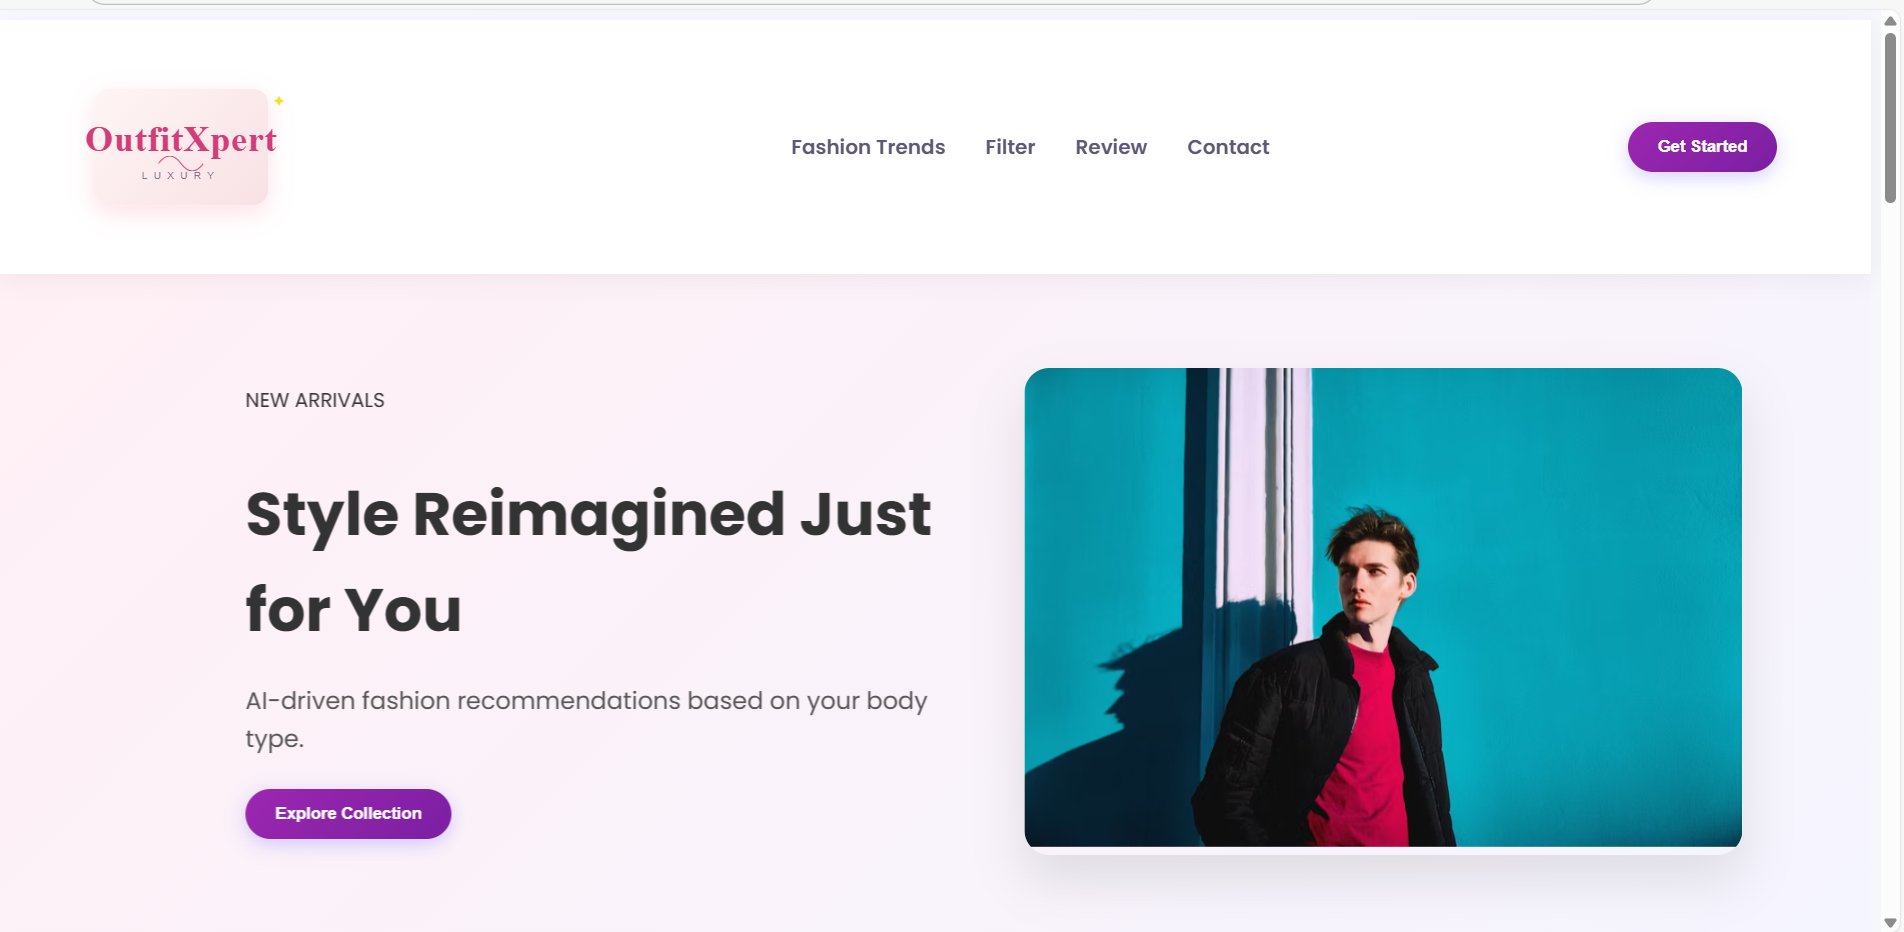 OutfitXpert
LUXURY
Fashion Trends
Filter
Review
Contact
Get Started
NEW ARRIVALS
Style Reimagined Just
for You
AI-driven fashion recommendations based on your body
type.
Explore Collection